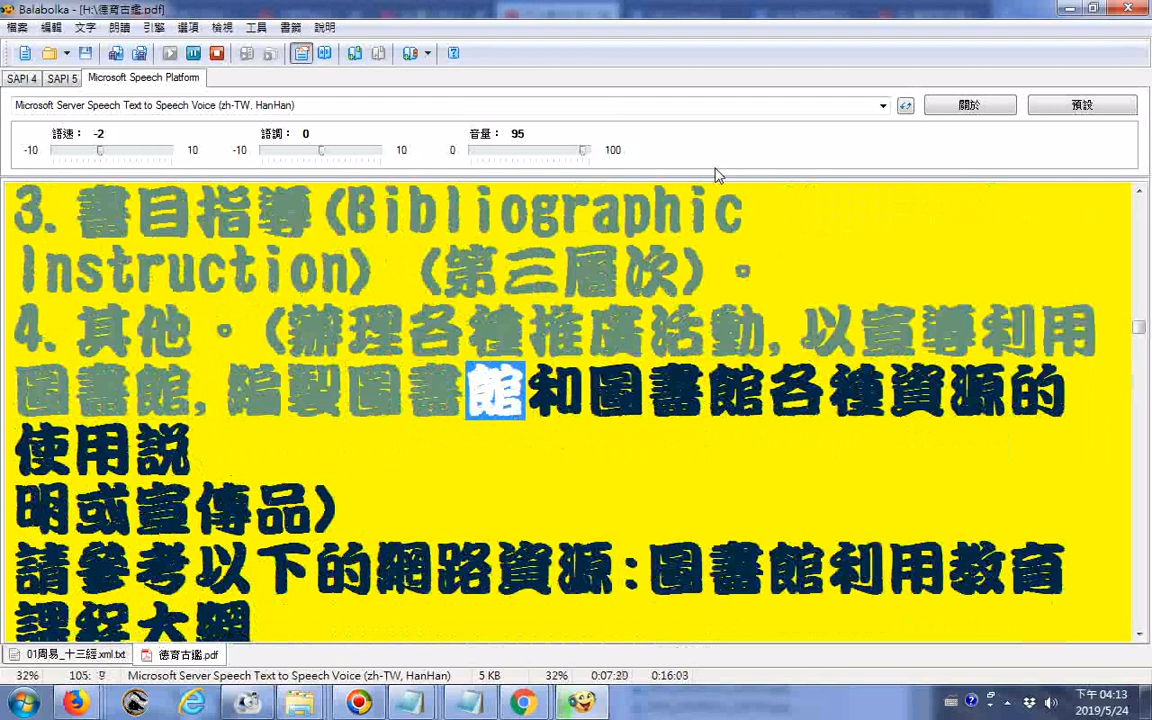 Balabolka - [H:\德育古鑑.pdf]
檔案 編輯 文字 朗讀 引擎 選項 檢視 工具 書籤 說明
SAPI 4 SAPI 5 Microsoft Speech Platform
Microsoft Server Speech Text to Speech Voice (zh-TW, HanHan) 關於 預設
語速： -2 語調： 0 音量： 95
-10 10 -10 10 0 100
3. 書目指導(Bibliographic
Instruction) (第三層次)。
4. 其他。(辦理各種推廣活動,以宣導利用
圖書館,編製圖書館和圖書館各種資源的
使用説
明或宣傳品)
請參考以下的網路資源:圖書館利用教育
課程大綱
01周易_十三經.xml.txt 德育古鑑.pdf
32% 105: 9 Microsoft Server Speech Text to Speech Voice (zh-TW, HanHan) 5 KB 32% 0:07:20 0:16:03
下午 04:13
2019/5/24